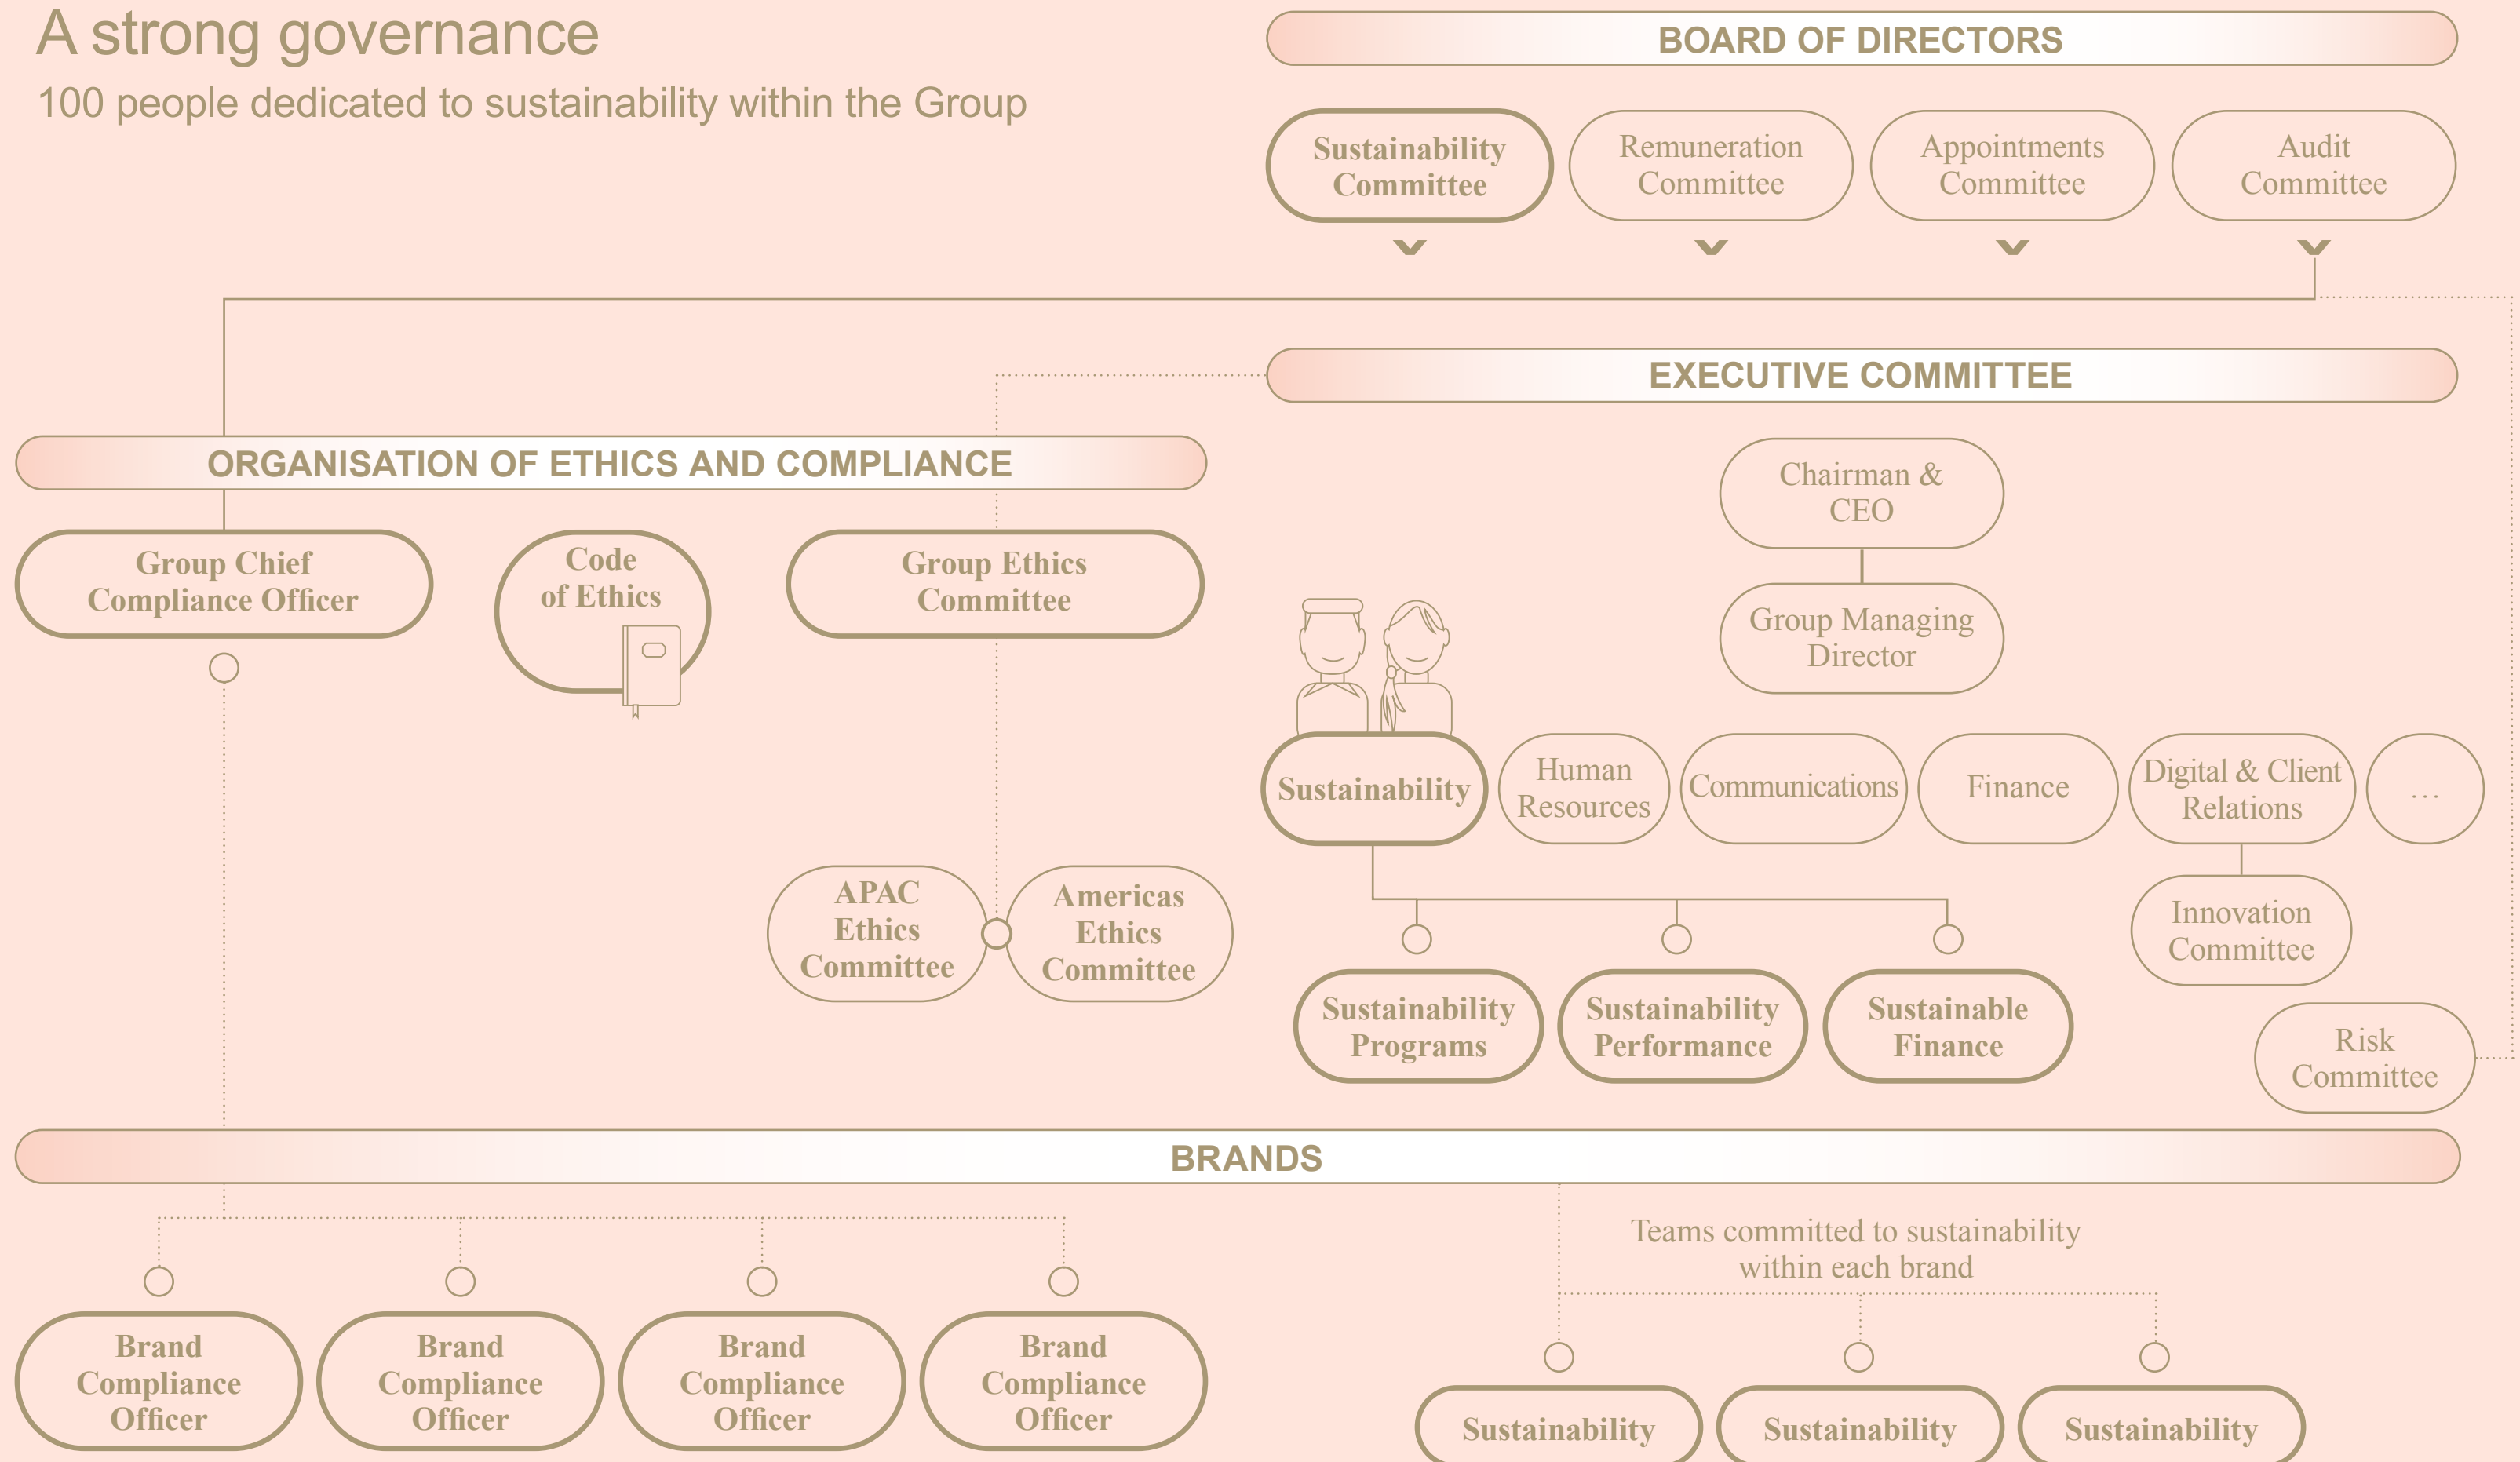 A strong governance
100 people dedicated to sustainability within the Group
BOARD OF DIRECTORS
Sustainability
Committee
Remuneration
Committee
Appointments
Committee
Audit
Committee
EXECUTIVE COMMITTEE
ORGANISATION OF ETHICS AND COMPLIANCE
Chairman &
CEO
Group Chief
Compliance Officer
Code
of Ethics
Group Ethics
Committee
Group Managing
Director
Sustainability
Human
Resources
Communications
Finance
Digital & Client
Relations
…
APAC
Ethics
Committee
Americas
Ethics
Committee
Innovation
Committee
Sustainability
Programs
Sustainability
Performance
Sustainable
Finance
Risk
Committee
BRANDS
Teams committed to sustainability
within each brand
Brand
Compliance
Officer
Brand
Compliance
Officer
Brand
Compliance
Officer
Brand
Compliance
Officer
Sustainability
Sustainability
Sustainability